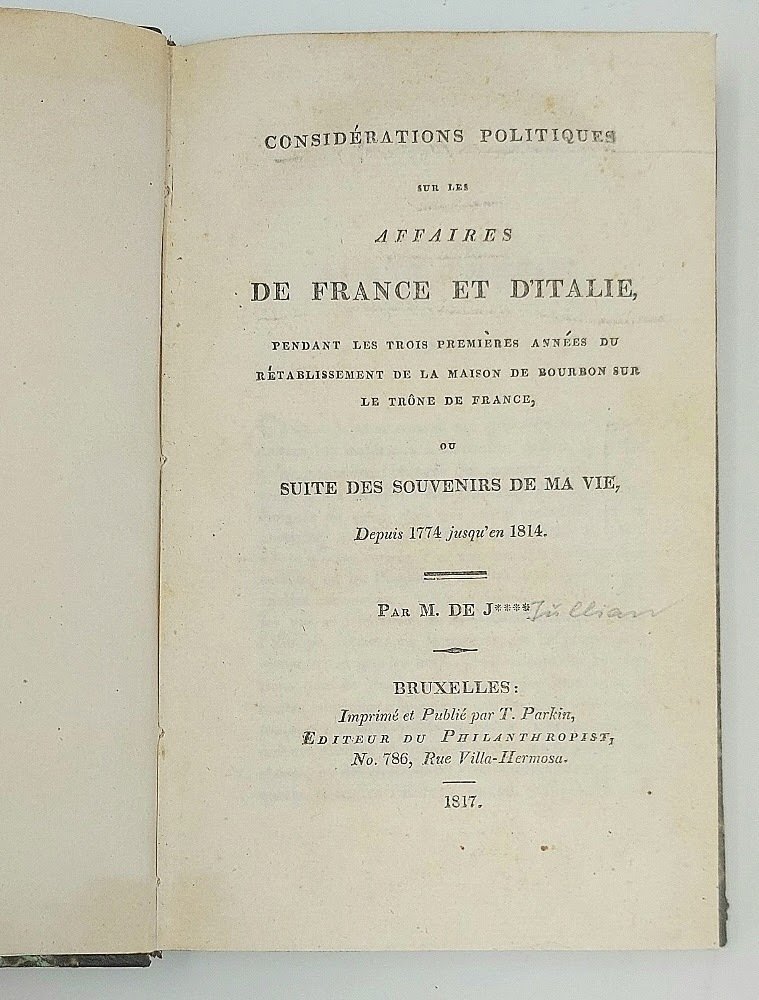 CONSIDÉRATIONS POLITIQUES
SUR LES
AFFAIRES
DE FRANCE ET D'ITALIE,
PENDANT LES TROIS PREMIÈRES ANNÉES DU
RÉTABLISSEMENT DE LA MAISON DE BOURBON SUR
LE TRÔNE DE FRANCE,
OU
SUITE DES SOUVENIRS DE MA VIE,
Depuis 1774 jusqu'en 1814.
PAR M. DE J**** Jullian
BRUXELLES:
Imprimé et Publié par T. Parkin,
EDITEUR DU PHILANTHROPIST,
No. 786, Rue Villa-Hermosa.
1817.